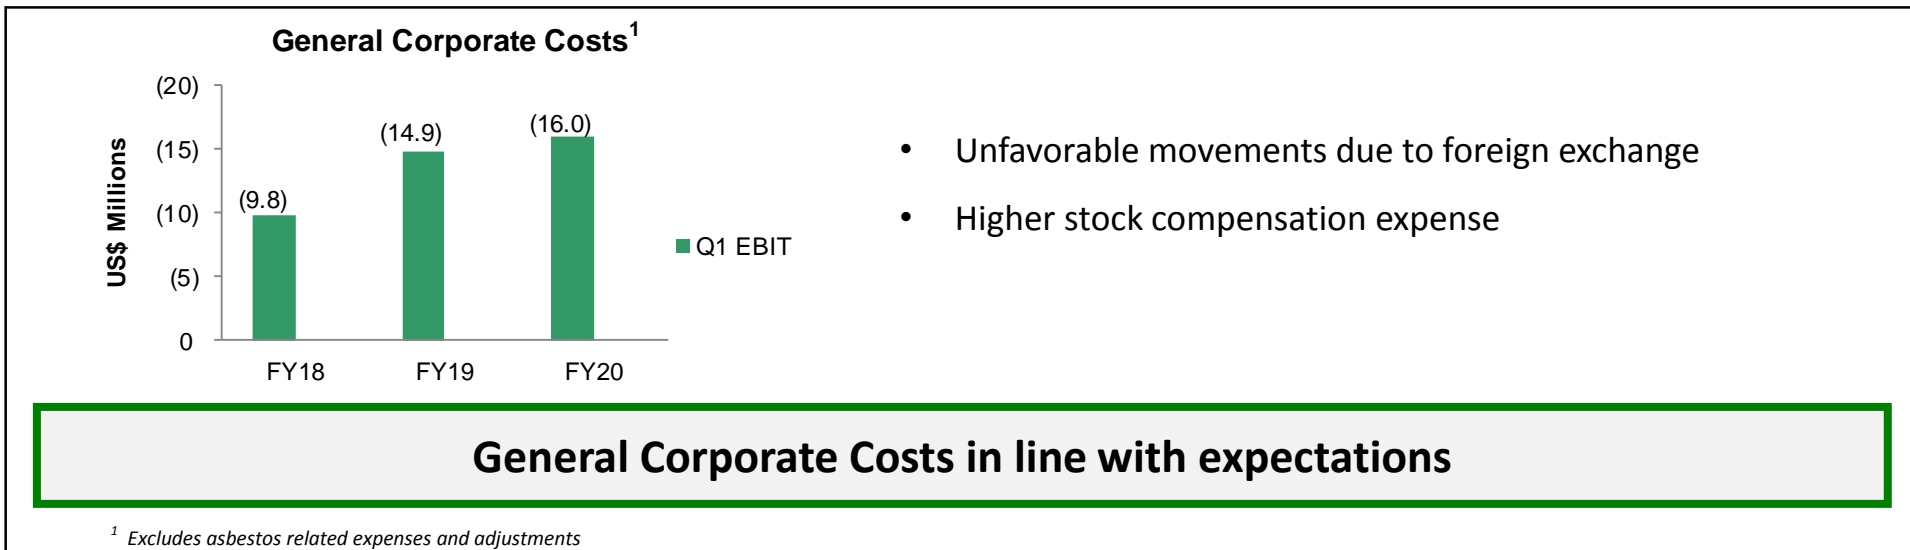 General Corporate Costs¹
US$ Millions
(20)
(15)
(10)
(5)
0
(9.8)
(14.9)
(16.0)
FY18
FY19
FY20
Q1 EBIT
• Unfavorable movements due to foreign exchange
• Higher stock compensation expense
General Corporate Costs in line with expectations
¹ Excludes asbestos related expenses and adjustments